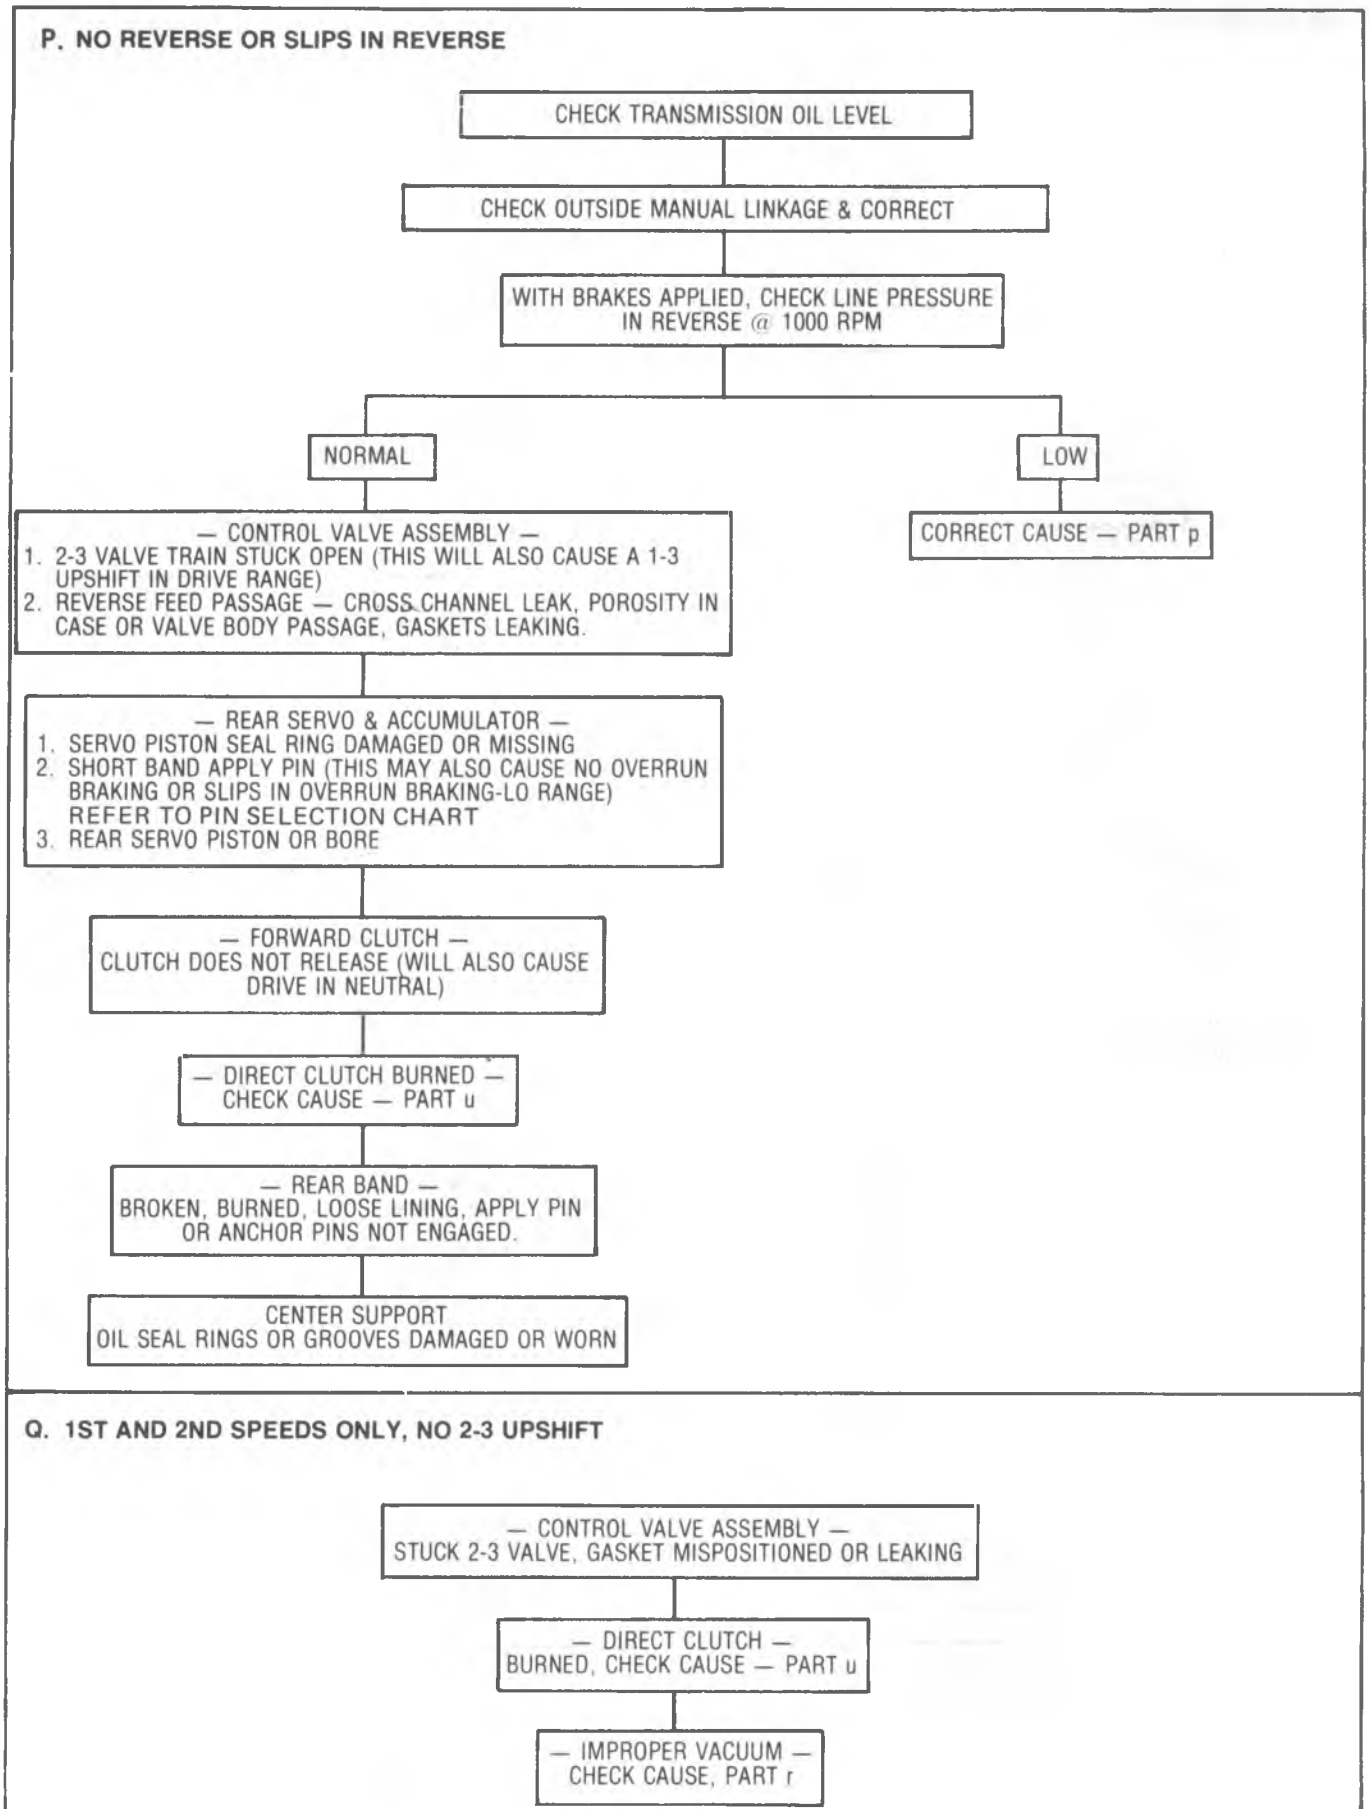 P. NO REVERSE OR SLIPS IN REVERSE
CHECK TRANSMISSION OIL LEVEL
CHECK OUTSIDE MANUAL LINKAGE & CORRECT
WITH BRAKES APPLIED, CHECK LINE PRESSURE
IN REVERSE @ 1000 RPM
NORMAL
LOW
— CONTROL VALVE ASSEMBLY —
1. 2-3 VALVE TRAIN STUCK OPEN (THIS WILL ALSO CAUSE A 1-3
UPSHIFT IN DRIVE RANGE)
2. REVERSE FEED PASSAGE — CROSS CHANNEL LEAK, POROSITY IN
CASE OR VALVE BODY PASSAGE, GASKETS LEAKING.
CORRECT CAUSE — PART p
— REAR SERVO & ACCUMULATOR —
1. SERVO PISTON SEAL RING DAMAGED OR MISSING
2. SHORT BAND APPLY PIN (THIS MAY ALSO CAUSE NO OVERRUN
BRAKING OR SLIPS IN OVERRUN BRAKING-LO RANGE)
REFER TO PIN SELECTION CHART
3. REAR SERVO PISTON OR BORE
— FORWARD CLUTCH —
CLUTCH DOES NOT RELEASE (WILL ALSO CAUSE
DRIVE IN NEUTRAL)
— DIRECT CLUTCH BURNED —
CHECK CAUSE — PART u
— REAR BAND —
BROKEN, BURNED, LOOSE LINING, APPLY PIN
OR ANCHOR PINS NOT ENGAGED.
CENTER SUPPORT
OIL SEAL RINGS OR GROOVES DAMAGED OR WORN
Q. 1ST AND 2ND SPEEDS ONLY, NO 2-3 UPSHIFT
— CONTROL VALVE ASSEMBLY —
STUCK 2-3 VALVE, GASKET MISPOSITIONED OR LEAKING
— DIRECT CLUTCH —
BURNED, CHECK CAUSE — PART u
— IMPROPER VACUUM —
CHECK CAUSE, PART r